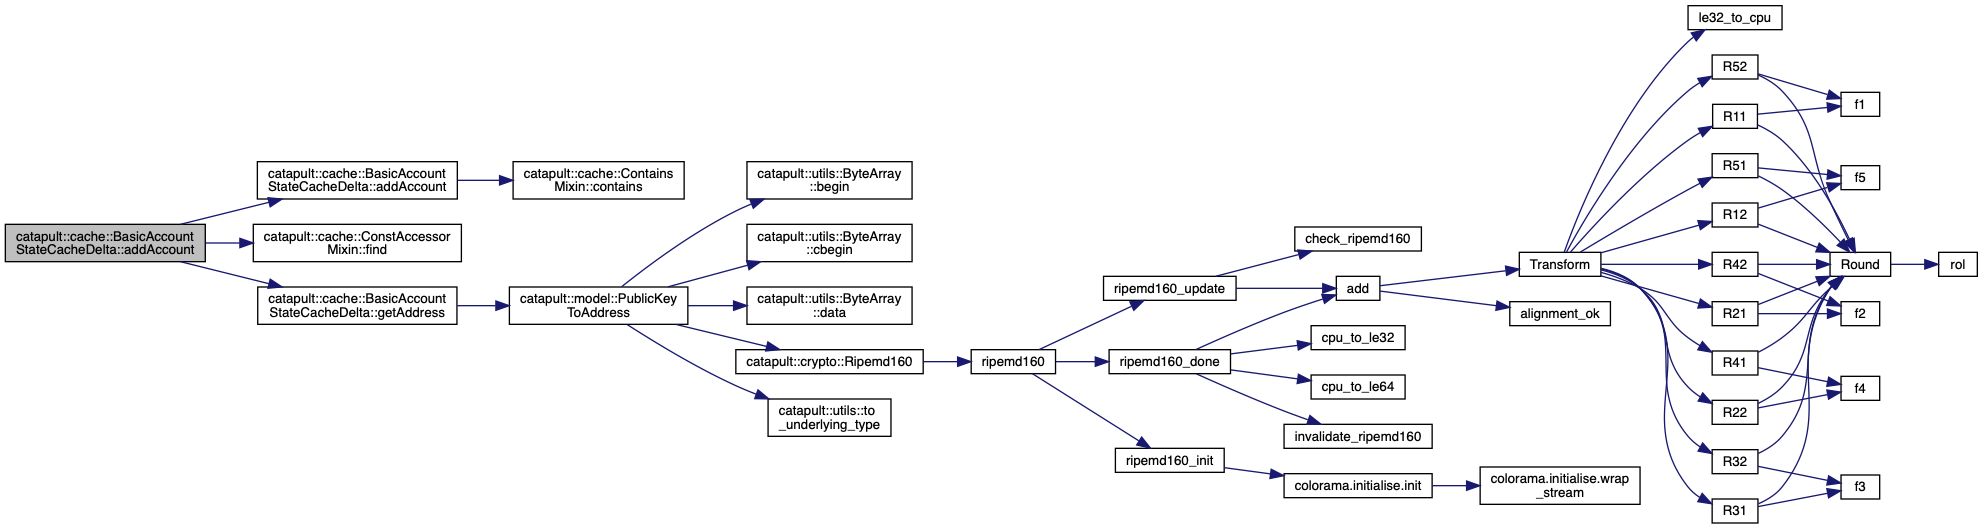 catapult::cache::BasicAccount
StateCacheDelta::addAccount
catapult::cache::BasicAccount
StateCacheDelta::addAccount
catapult::cache::ConstAccessor
Mixin::find
catapult::cache::BasicAccount
StateCacheDelta::getAddress
catapult::cache::Contains
Mixin::contains
catapult::model::PublicKey
ToAddress
catapult::utils::ByteArray
::begin
catapult::utils::ByteArray
::cbegin
catapult::utils::ByteArray
::data
catapult::crypto::Ripemd160
catapult::utils::to
_underlying_type
ripemd160
ripemd160_update
ripemd160_done
ripemd160_init
check_ripemd160
add
cpu_to_le32
cpu_to_le64
invalidate_ripemd160
colorama.initialise.init
Transform
alignment_ok
colorama.initialise.wrap
_stream
le32_to_cpu
R52
R11
R51
R12
R42
R21
R41
R22
R32
R31
f1
f5
Round
f2
f4
f3
rol